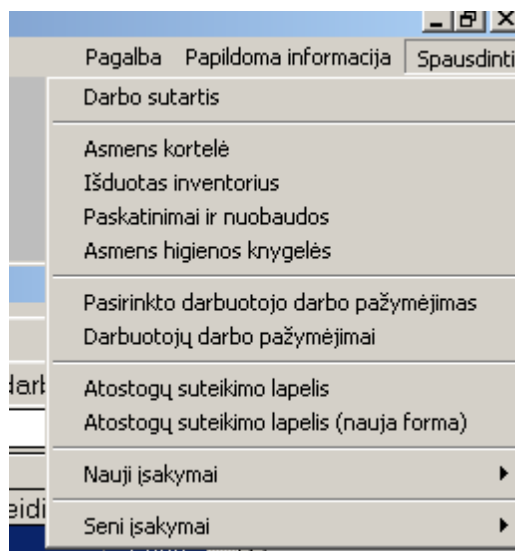 Pagalba Papildoma informacija Spausdinti
Darbo sutartis
Asmens kortelė
Išduotas inventorius
Paskatinimai ir nuobaudos
Asmens higienos knygelės
Pasirinkto darbuotojo darbo pažymėjimas
Darbuotojų darbo pažymėjimai
Atostogų suteikimo lapelis
Atostogų suteikimo lapelis (nauja forma)
Nauji įsakymai
Seni įsakymai